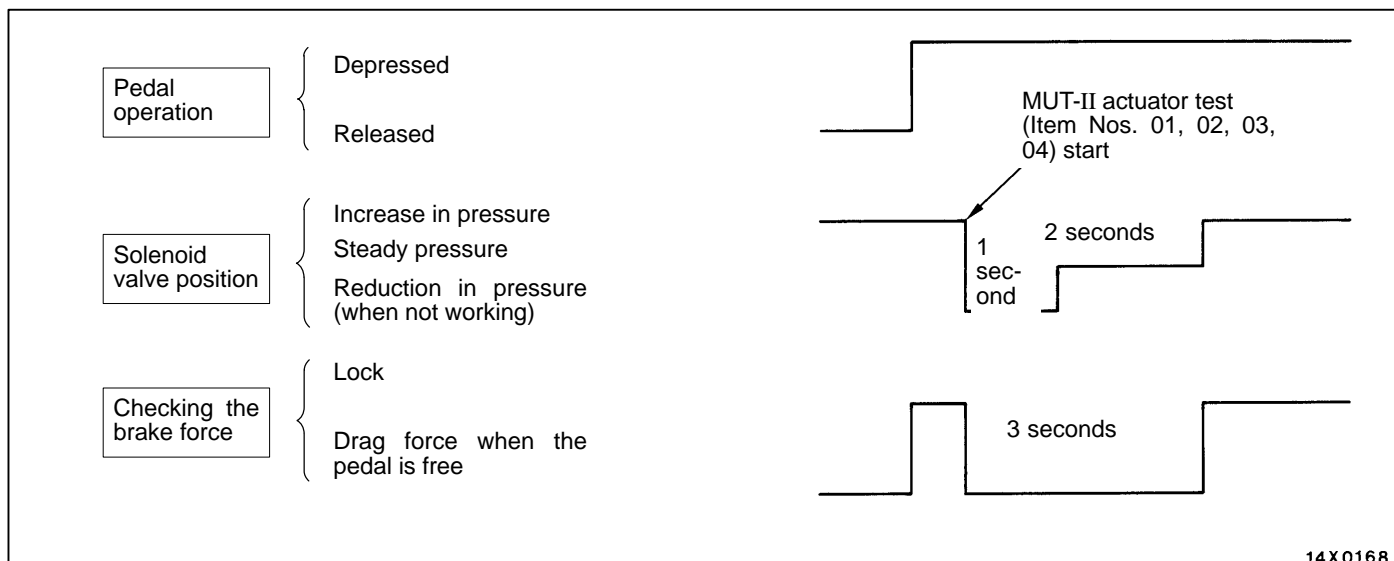 Pedal
operation
Depressed
Released
MUT-II actuator test
(Item Nos. 01, 02, 03,
04) start
Solenoid
valve position
Increase in pressure
Steady pressure
Reduction in pressure
(when not working)
1
sec-
ond
2 seconds
Checking the
brake force
Lock
Drag force when the
pedal is free
3 seconds
14X0168